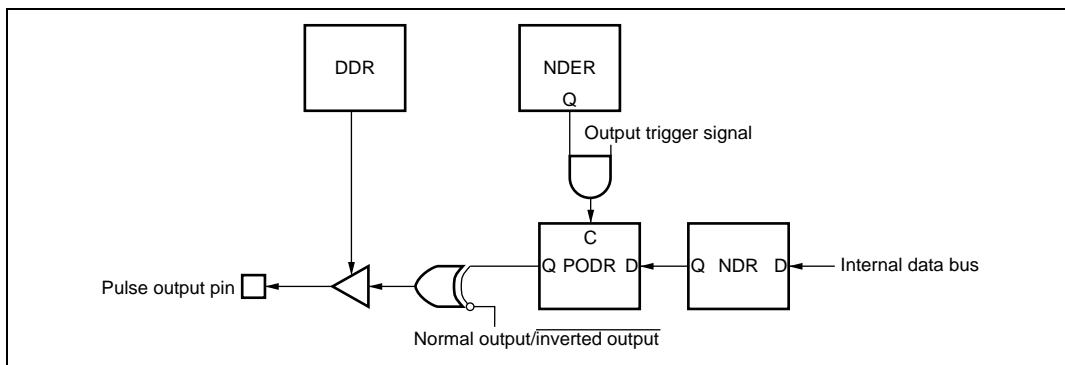 DDR
NDER
Q
Output trigger signal
C
Q PODR D
Q NDR D
Internal data bus
Pulse output pin
Normal output/inverted output